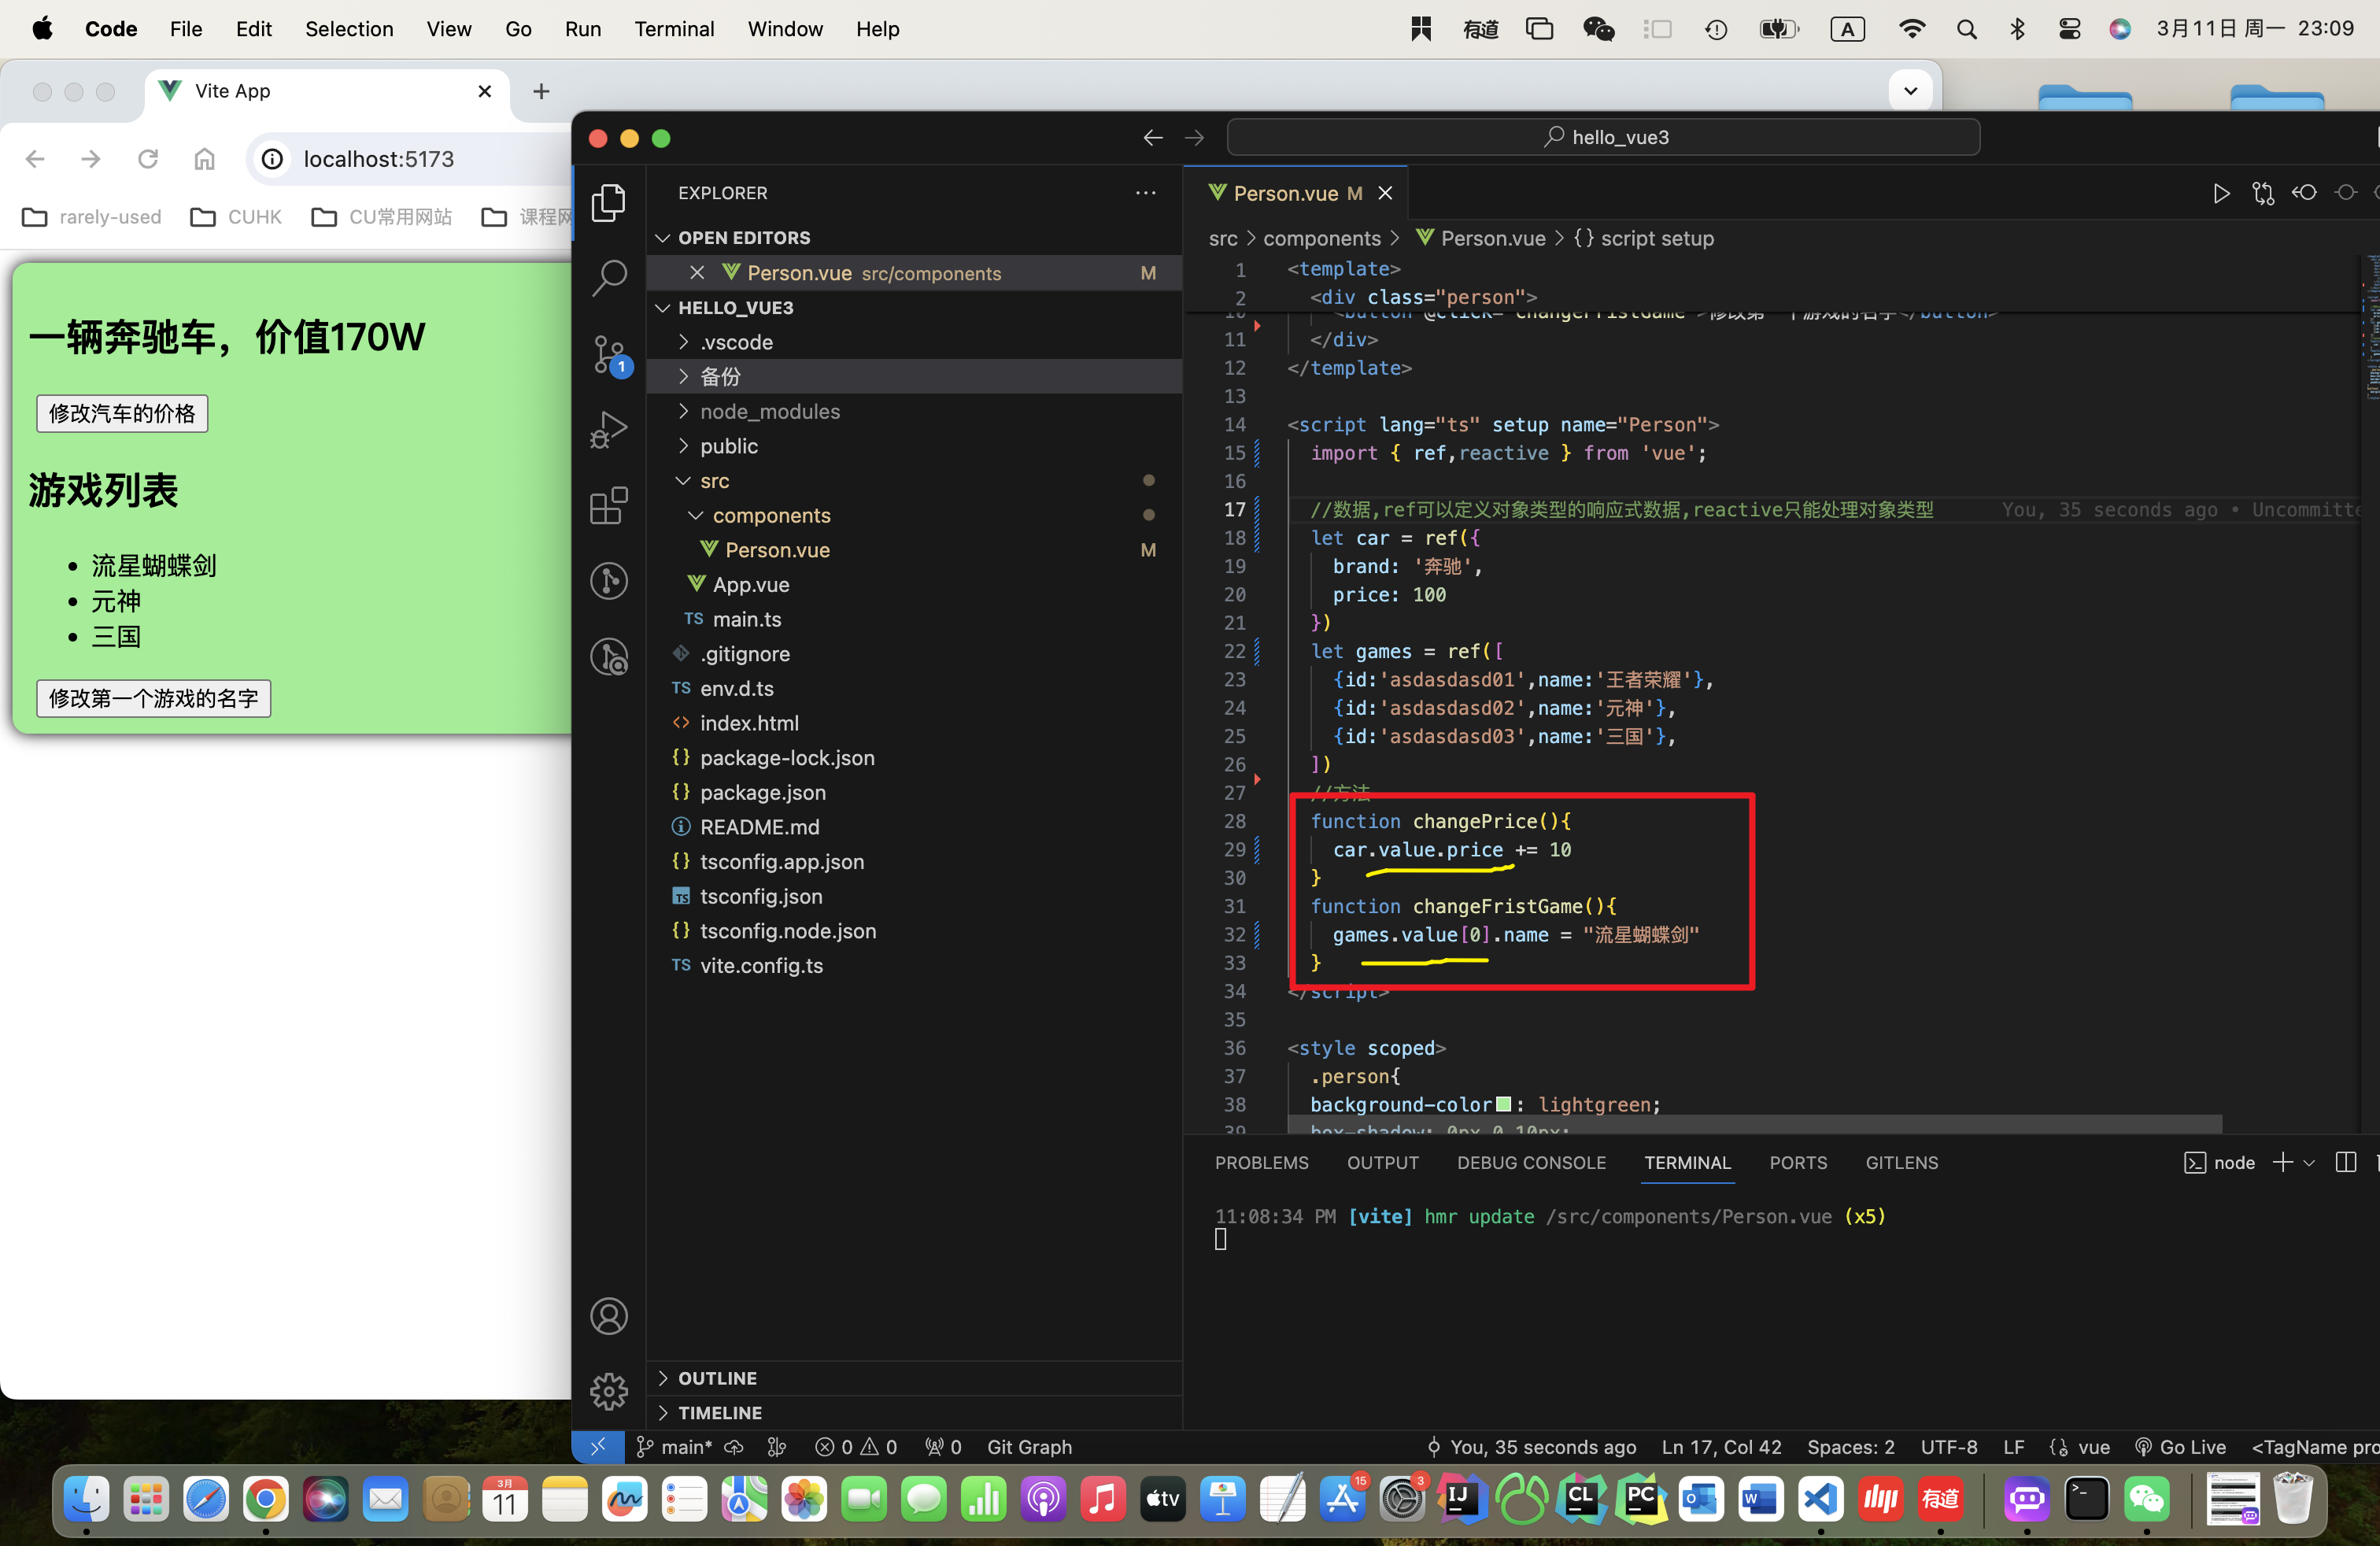 Code File Edit Selection View Go Run Terminal Window Help 有道 A 3月11日 周一 23:09
Vite App
localhost:5173
rarely-used CUHK CU常用网站
一辆奔驰车，价值170W
修改汽车的价格
游戏列表
流星蝴蝶剑
元神
三国
修改第一个游戏的名字
hello_vue3
EXPLORER
OPEN EDITORS
Person.vue src/components M
HELLO_VUE3
.vscode
备份
node_modules
public
src
components
Person.vue M
App.vue
TS main.ts
.gitignore
TS env.d.ts
index.html
package-lock.json
package.json
README.md
tsconfig.app.json
tsconfig.json
tsconfig.node.json
TS vite.config.ts
OUTLINE
TIMELINE
1
Person.vue M
src > components > Person.vue > {} script setup
1 <template>
2 <div class="person">
11 </div>
12 </template>
13
14 <script lang="ts" setup name="Person">
15 import { ref,reactive } from 'vue';
16
17 //数据,ref可以定义对象类型的响应式数据,reactive只能处理对象类型 You, 35 seconds ago • Uncommitte
18 let car = ref({
19 brand: '奔驰',
20 price: 100
21 })
22 let games = ref([
23 {id:'asdasdasd01',name:'王者荣耀'},
24 {id:'asdasdasd02',name:'元神'},
25 {id:'asdasdasd03',name:'三国'},
26 ])
27 //方法
28 function changePrice(){
29 car.value.price += 10
30 }
31 function changeFristGame(){
32 games.value[0].name = "流星蝴蝶剑"
33 }
34 </script>
35
36 <style scoped>
37 .person{
38 background-color: lightgreen;
39 box-shadow: 0px 0 10px;
PROBLEMS OUTPUT DEBUG CONSOLE TERMINAL PORTS GITLENS node
11:08:34 PM [vite] hmr update /src/components/Person.vue (x5)
main* 0 0 0 Git Graph You, 35 seconds ago Ln 17, Col 42 Spaces: 2 UTF-8 LF vue Go Live <TagName pro
3月 11 tv 15 3 IJ CL PC O W 有道